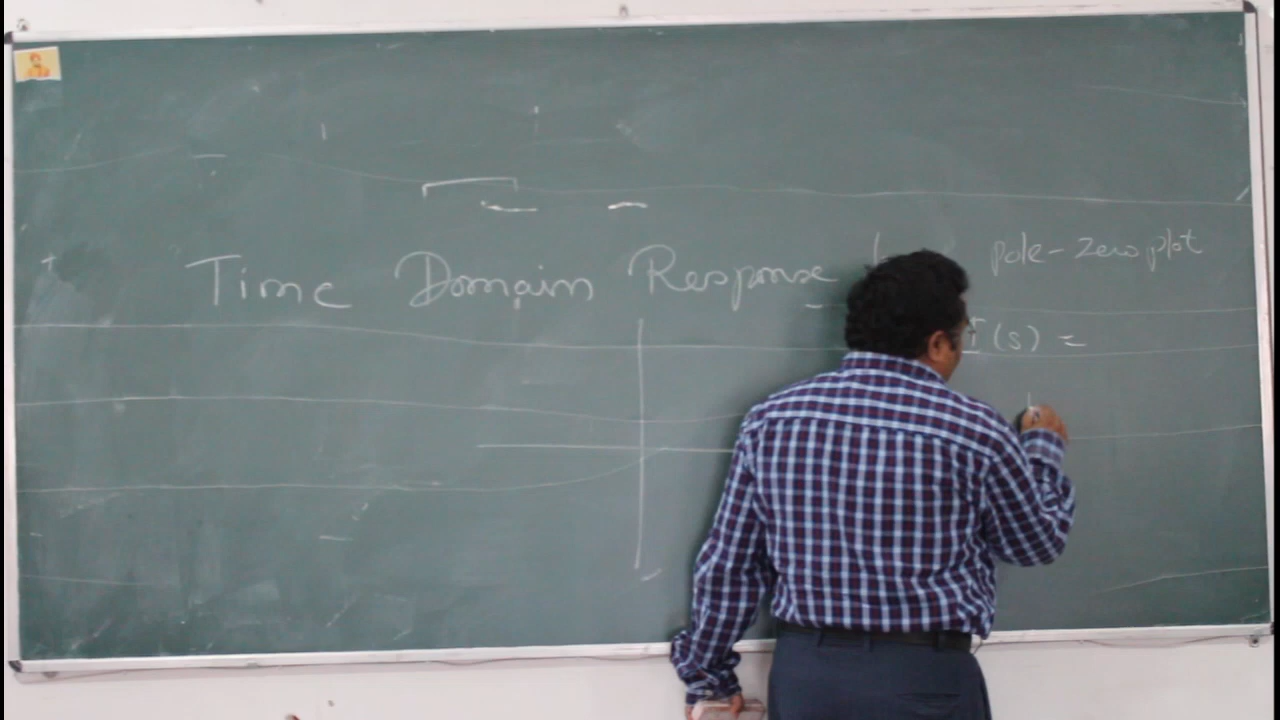 Time Domain Response
pole-zero plot
I(s) =